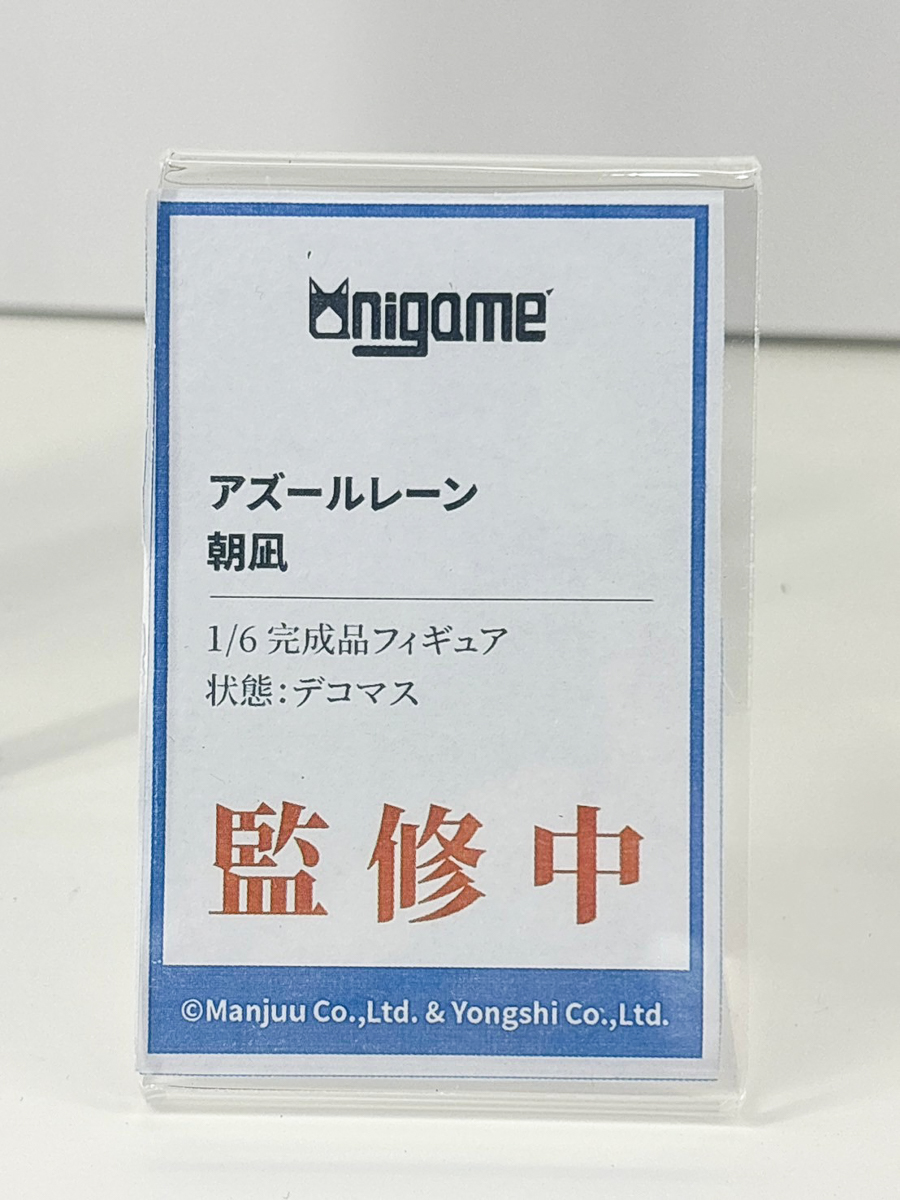 Unigame
アズールレーン
朝凪
1/6 完成品フィギュア
状態:デコマス
監修中
©Manjuu Co.,Ltd. & Yongshi Co.,Ltd.